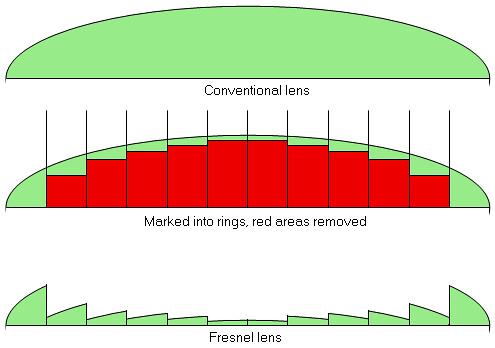 Conventional lens
Marked into rings, red areas removed
Fresnel lens